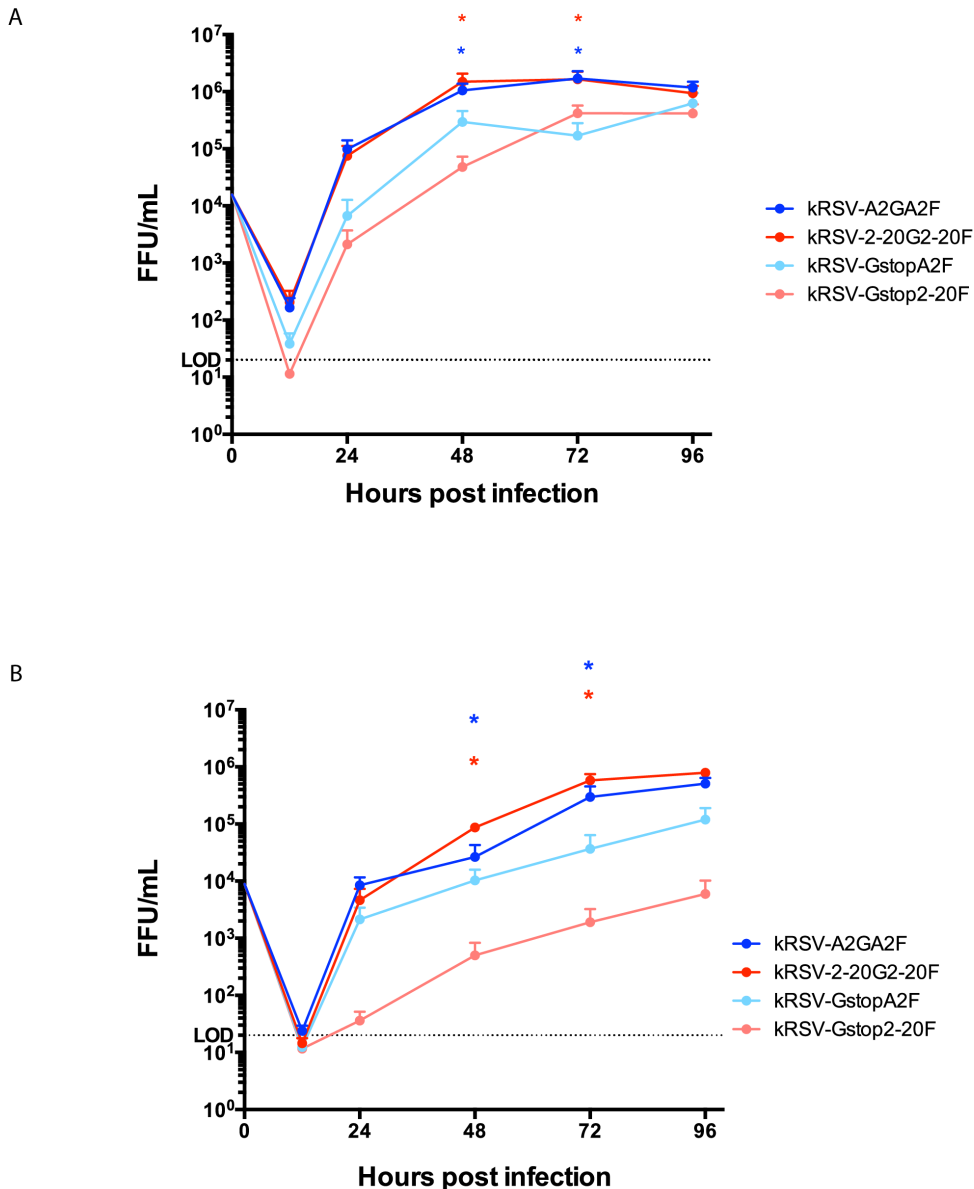 A
* *
* *
10⁷
10⁶
10⁵
10⁴
10³
10²
LOD
10¹
10⁰
FFU/mL
0 24 48 72 96
Hours post infection
kRSV-A2GA2F
kRSV-2-20G2-20F
kRSV-GstopA2F
kRSV-Gstop2-20F
B
*
*
*
*
10⁷
10⁶
10⁵
10⁴
10³
10²
LOD
10¹
10⁰
FFU/mL
0 24 48 72 96
Hours post infection
kRSV-A2GA2F
kRSV-2-20G2-20F
kRSV-GstopA2F
kRSV-Gstop2-20F